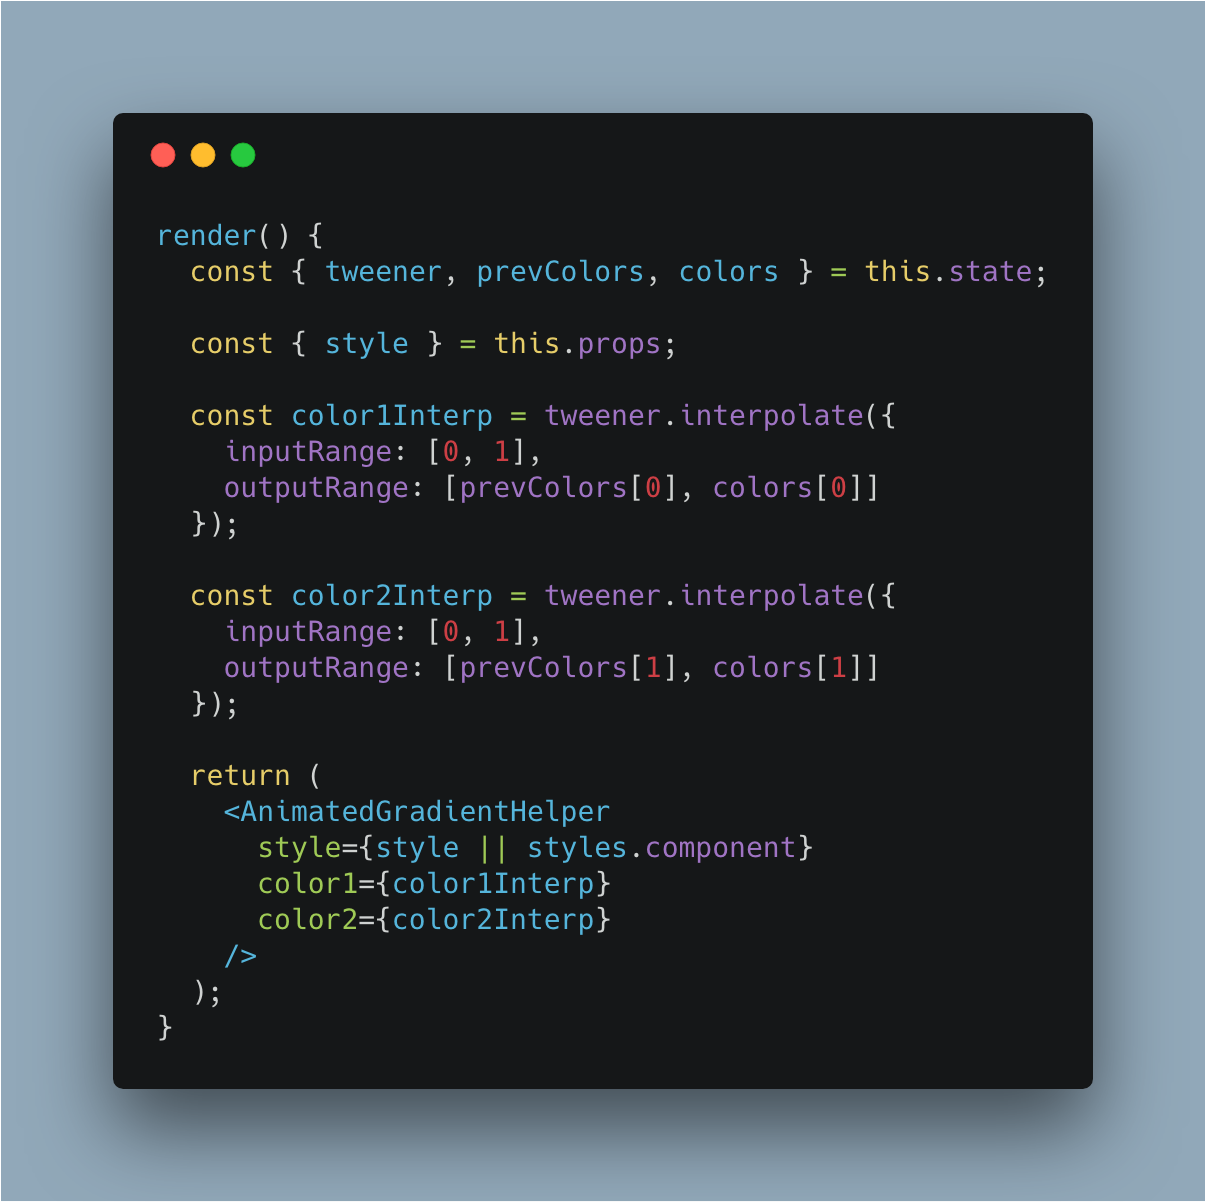 render() {
  const { tweener, prevColors, colors } = this.state;

  const { style } = this.props;

  const color1Interp = tweener.interpolate({
    inputRange: [0, 1],
    outputRange: [prevColors[0], colors[0]]
  });

  const color2Interp = tweener.interpolate({
    inputRange: [0, 1],
    outputRange: [prevColors[1], colors[1]]
  });

  return (
    <AnimatedGradientHelper
      style={style || styles.component}
      color1={color1Interp}
      color2={color2Interp}
    />
  );
}